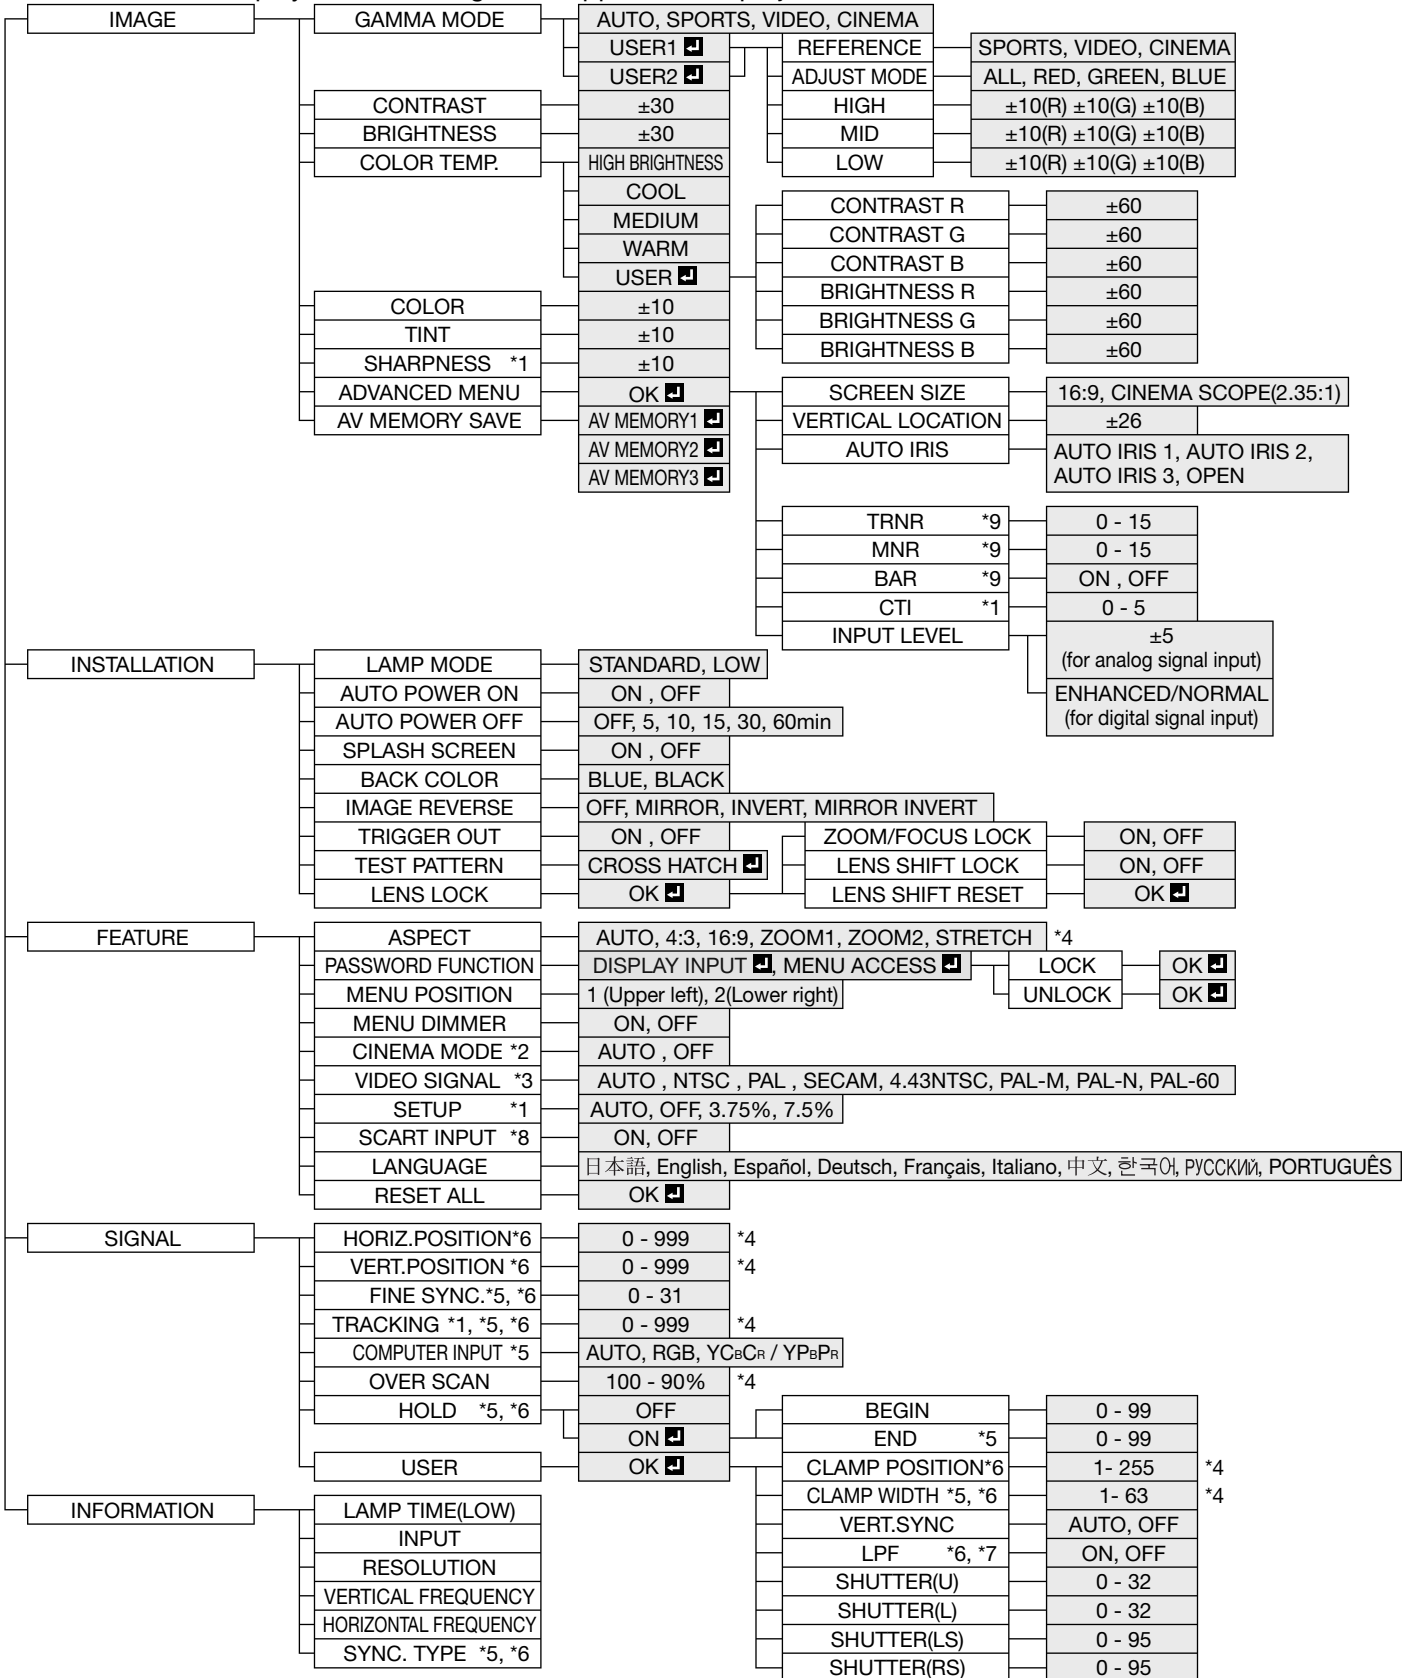 IMAGE
GAMMA MODE
AUTO, SPORTS, VIDEO, CINEMA
USER1
USER2
REFERENCE
SPORTS, VIDEO, CINEMA
ADJUST MODE
ALL, RED, GREEN, BLUE
HIGH
±10(R) ±10(G) ±10(B)
MID
±10(R) ±10(G) ±10(B)
LOW
±10(R) ±10(G) ±10(B)
CONTRAST
±30
BRIGHTNESS
±30
COLOR TEMP.
HIGH BRIGHTNESS
COOL
MEDIUM
WARM
USER
CONTRAST R
±60
CONTRAST G
±60
CONTRAST B
±60
BRIGHTNESS R
±60
BRIGHTNESS G
±60
BRIGHTNESS B
±60
COLOR
±10
TINT
±10
SHARPNESS *1
±10
ADVANCED MENU
OK
SCREEN SIZE
16:9, CINEMA SCOPE(2.35:1)
VERTICAL LOCATION
±26
AUTO IRIS
AUTO IRIS 1, AUTO IRIS 2,
AUTO IRIS 3, OPEN
TRNR *9
0 - 15
MNR *9
0 - 15
BAR *9
ON , OFF
CTI *1
0 - 5
INPUT LEVEL
±5
(for analog signal input)
ENHANCED/NORMAL
(for digital signal input)
AV MEMORY SAVE
AV MEMORY1
AV MEMORY2
AV MEMORY3
INSTALLATION
LAMP MODE
STANDARD, LOW
AUTO POWER ON
ON , OFF
AUTO POWER OFF
OFF, 5, 10, 15, 30, 60min
SPLASH SCREEN
ON , OFF
BACK COLOR
BLUE, BLACK
IMAGE REVERSE
OFF, MIRROR, INVERT, MIRROR INVERT
TRIGGER OUT
ON , OFF
TEST PATTERN
CROSS HATCH
LENS LOCK
OK
ZOOM/FOCUS LOCK
ON, OFF
LENS SHIFT LOCK
ON, OFF
LENS SHIFT RESET
OK
FEATURE
ASPECT
AUTO, 4:3, 16:9, ZOOM1, ZOOM2, STRETCH *4
PASSWORD FUNCTION
DISPLAY INPUT , MENU ACCESS
LOCK
OK
UNLOCK
OK
MENU POSITION
1 (Upper left), 2(Lower right)
MENU DIMMER
ON, OFF
CINEMA MODE *2
AUTO , OFF
VIDEO SIGNAL *3
AUTO , NTSC , PAL , SECAM, 4.43NTSC, PAL-M, PAL-N, PAL-60
SETUP *1
AUTO, OFF, 3.75%, 7.5%
SCART INPUT *8
ON, OFF
LANGUAGE
日本語, English, Español, Deutsch, Français, Italiano, 中文, 한국어, РУССКИЙ, PORTUGUÊS
RESET ALL
OK
SIGNAL
HORIZ.POSITION*6
0 - 999 *4
VERT.POSITION *6
0 - 999 *4
FINE SYNC.*5, *6
0 - 31
TRACKING *1, *5, *6
0 - 999 *4
COMPUTER INPUT *5
AUTO, RGB, YCBCR / YPBPR
OVER SCAN
100 - 90% *4
HOLD *5, *6
OFF
ON
BEGIN
0 - 99
END *5
0 - 99
USER
OK
CLAMP POSITION*6
1- 255 *4
CLAMP WIDTH *5, *6
1- 63 *4
VERT.SYNC
AUTO, OFF
LPF *6, *7
ON, OFF
SHUTTER(U)
0 - 32
SHUTTER(L)
0 - 32
SHUTTER(LS)
0 - 95
SHUTTER(RS)
0 - 95
INFORMATION
LAMP TIME(LOW)
INPUT
RESOLUTION
VERTICAL FREQUENCY
HORIZONTAL FREQUENCY
SYNC. TYPE *5, *6